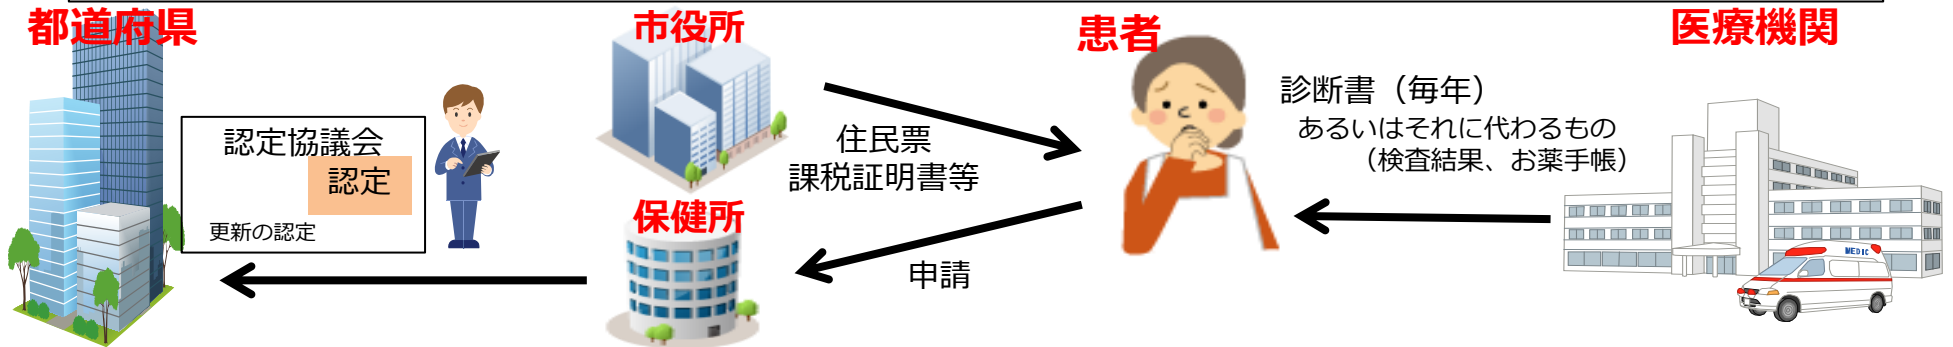 都道府県
市役所
患者
医療機関
診断書（毎年）
あるいはそれに代わるもの
（検査結果、お薬手帳）
住民票
課税証明書等
認定協議会
認定
更新の認定
保健所
申請
MEDIC